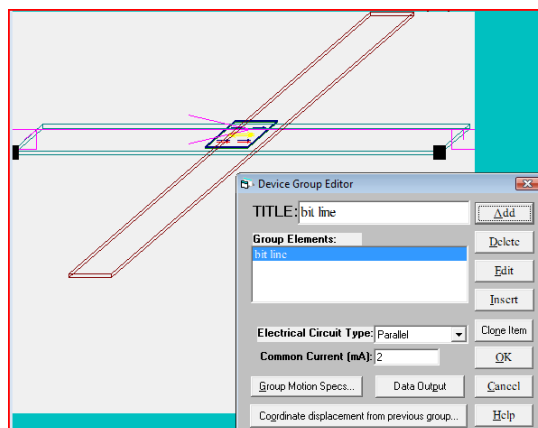 Device Group Editor
TITLE: bit line
Add
Group Elements:
bit line
Delete
Edit
Insert
Electrical Circuit Type: Parallel
Clone Item
Common Current (mA): 2
OK
Group Motion Specs...
Data Output
Cancel
Coordinate displacement from previous group...
Help